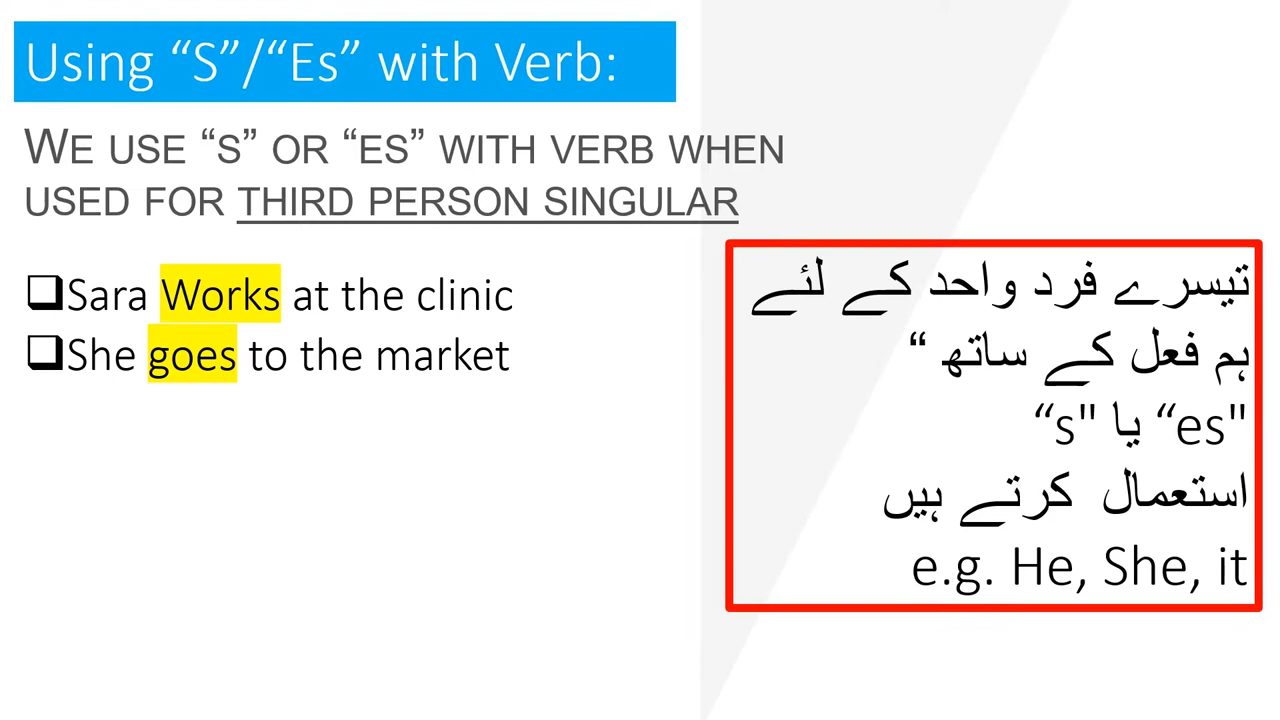 Using “S”/“Es” with Verb:
WE USE “S” OR “ES” WITH VERB WHEN
USED FOR THIRD PERSON SINGULAR
❑Sara Works at the clinic
❑She goes to the market
تیسرے فرد واحد کے لئے
ہم فعل کے ساتھ “
“s" یا “es"
استعمال کرتے ہیں
e.g. He, She, it